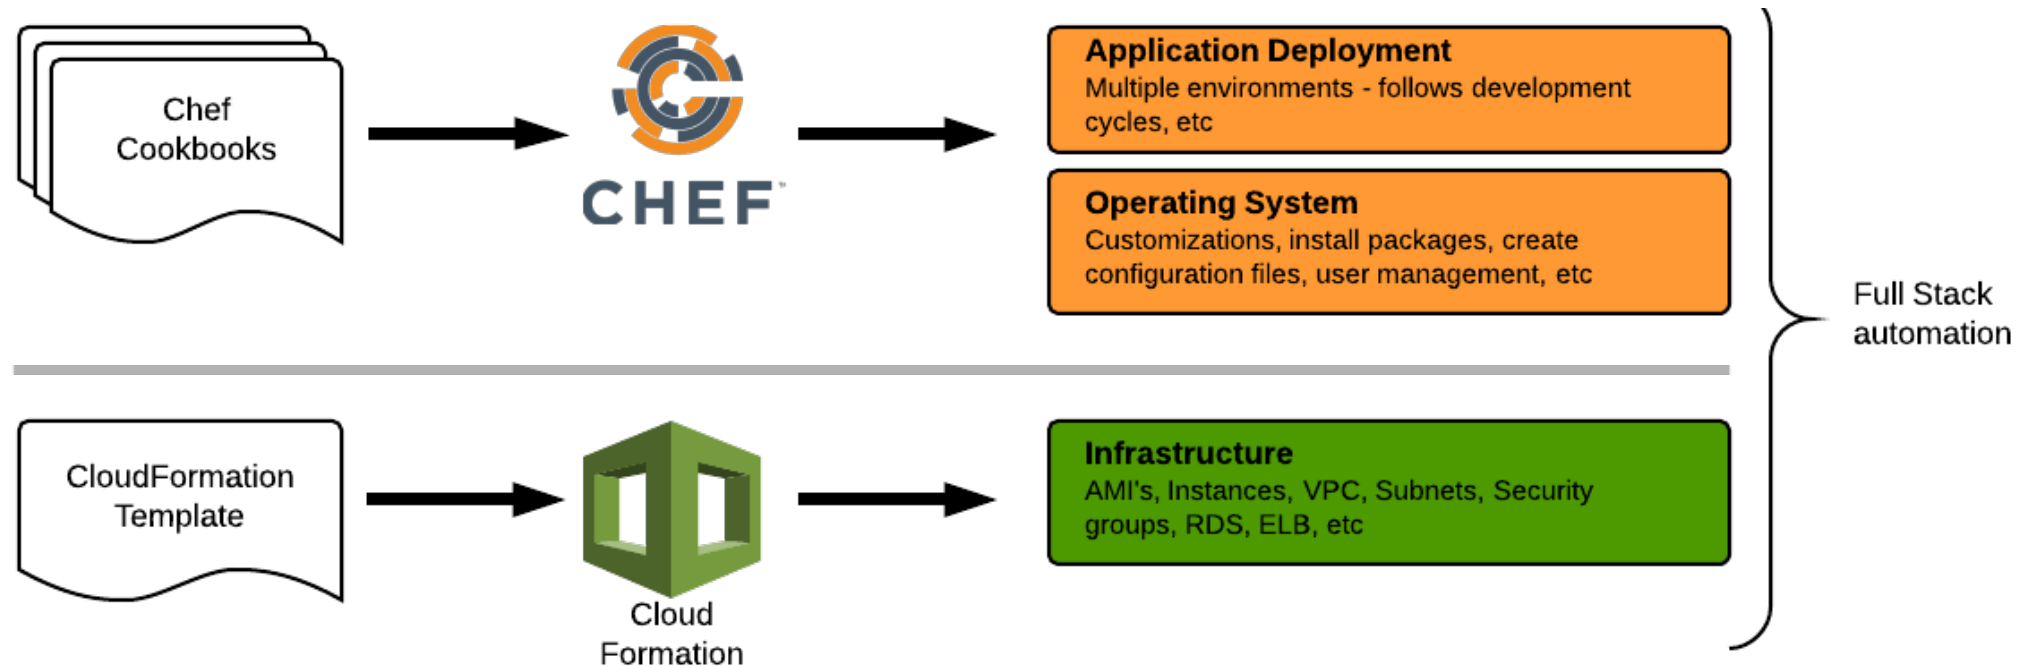 Chef
Cookbooks
CHEF
Application Deployment
Multiple environments - follows development
cycles, etc
Operating System
Customizations, install packages, create
configuration files, user management, etc
Full Stack
automation
CloudFormation
Template
Cloud
Formation
Infrastructure
AMI's, Instances, VPC, Subnets, Security
groups, RDS, ELB, etc